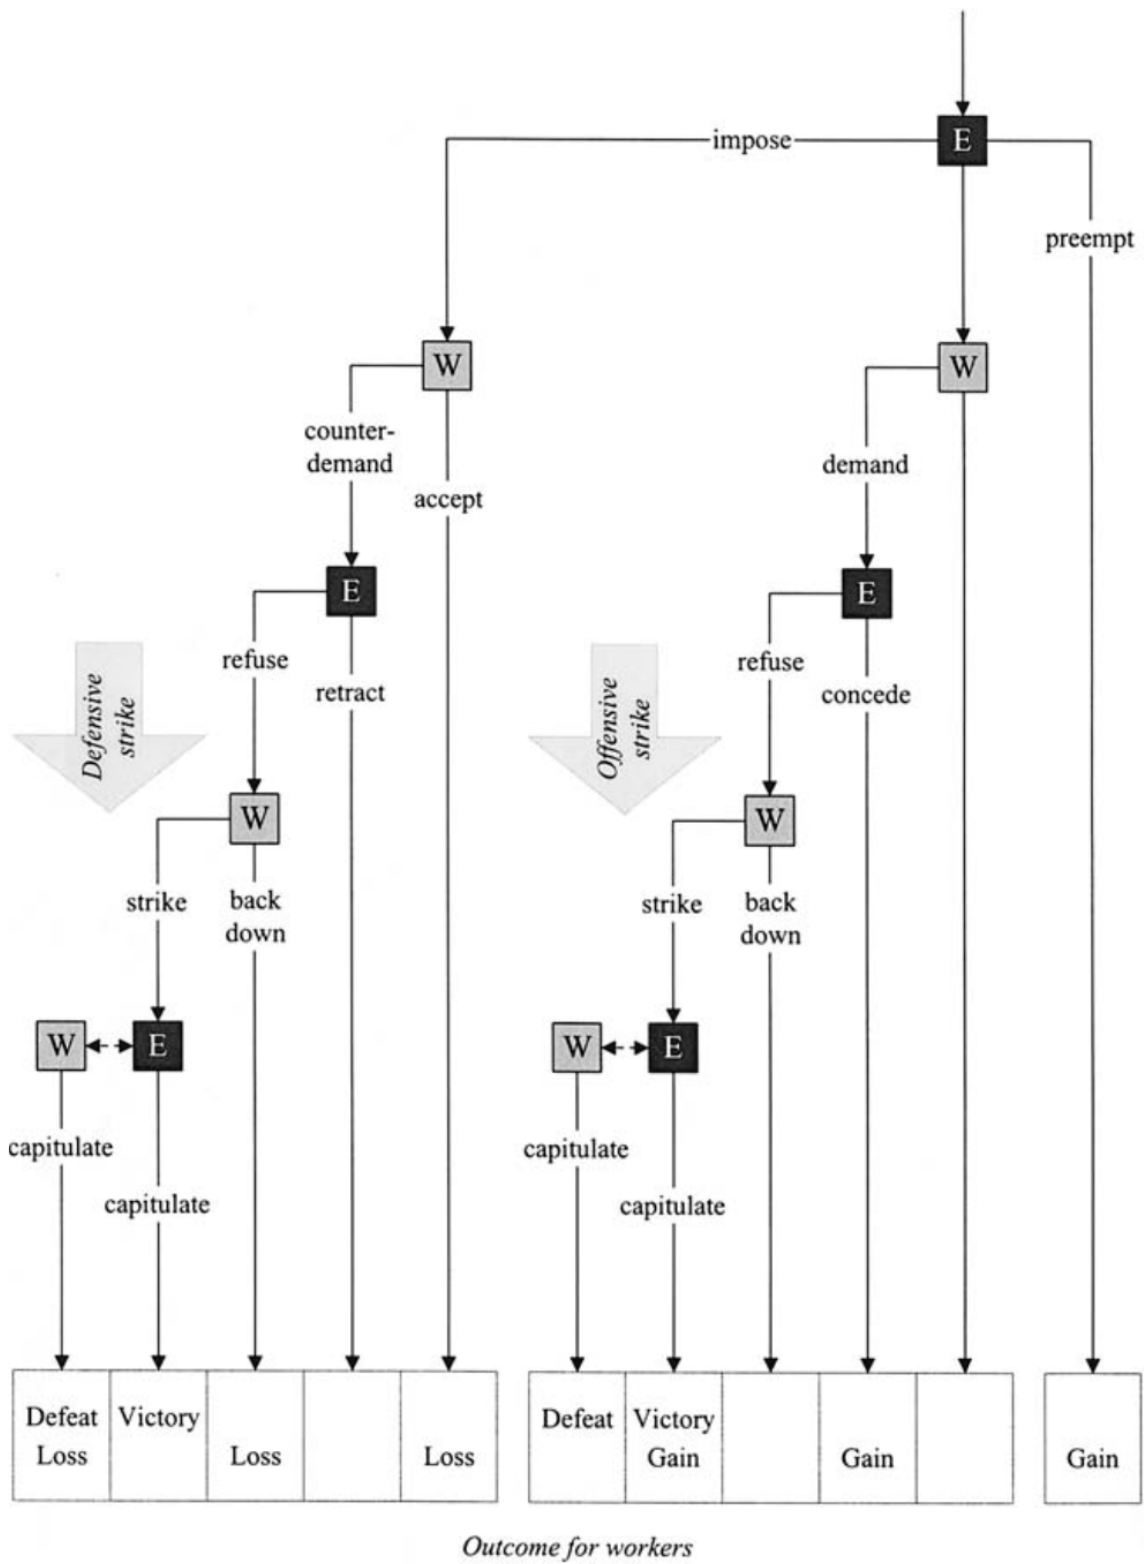 E
impose
preempt
W
W
counter-
demand
accept
demand
E
E
refuse
retract
refuse
concede
Defensive
strike
Offensive
strike
W
W
strike
back
down
strike
back
down
W
E
W
E
capitulate
capitulate
capitulate
capitulate
Defeat
Loss
Victory
Loss
Loss
Defeat
Victory
Gain
Gain
Gain
Outcome for workers